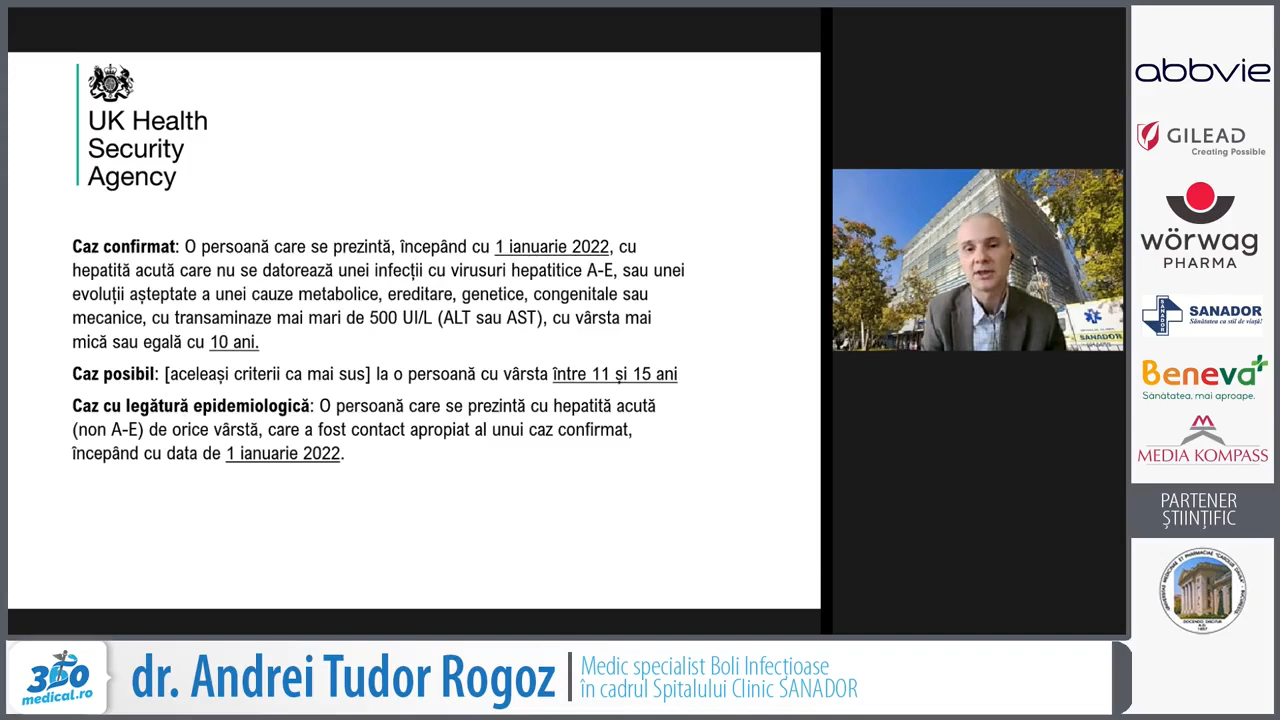 UK Health
Security
Agency
Caz confirmat: O persoană care se prezintă, începând cu 1 ianuarie 2022, cu
hepatită acută care nu se datorează unei infecții cu virusuri hepatitice A-E, sau unei
evoluții așteptate a unei cauze metabolice, ereditare, genetice, congenitale sau
mecanice, cu transaminaze mai mari de 500 UI/L (ALT sau AST), cu vârsta mai
mică sau egală cu 10 ani.
Caz posibil: [aceleași criterii ca mai sus] la o persoană cu vârsta între 11 și 15 ani
Caz cu legătură epidemiologică: O persoană care se prezintă cu hepatită acută
(non A-E) de orice vârstă, care a fost contact apropiat al unui caz confirmat,
începând cu data de 1 ianuarie 2022.
SANADOR
abbvie
GILEAD
Creating Possible
wörwag
PHARMA
SANADOR
SANADOR
Sănătatea ca stil de viață!
Beneva
Sănătatea, mai aproape.
MEDIA KOMPASS
PARTENER
ȘTIINȚIFIC
360
medical.ro
dr. Andrei Tudor Rogoz
Medic specialist Boli Infecțioase
în cadrul Spitalului Clinic SANADOR